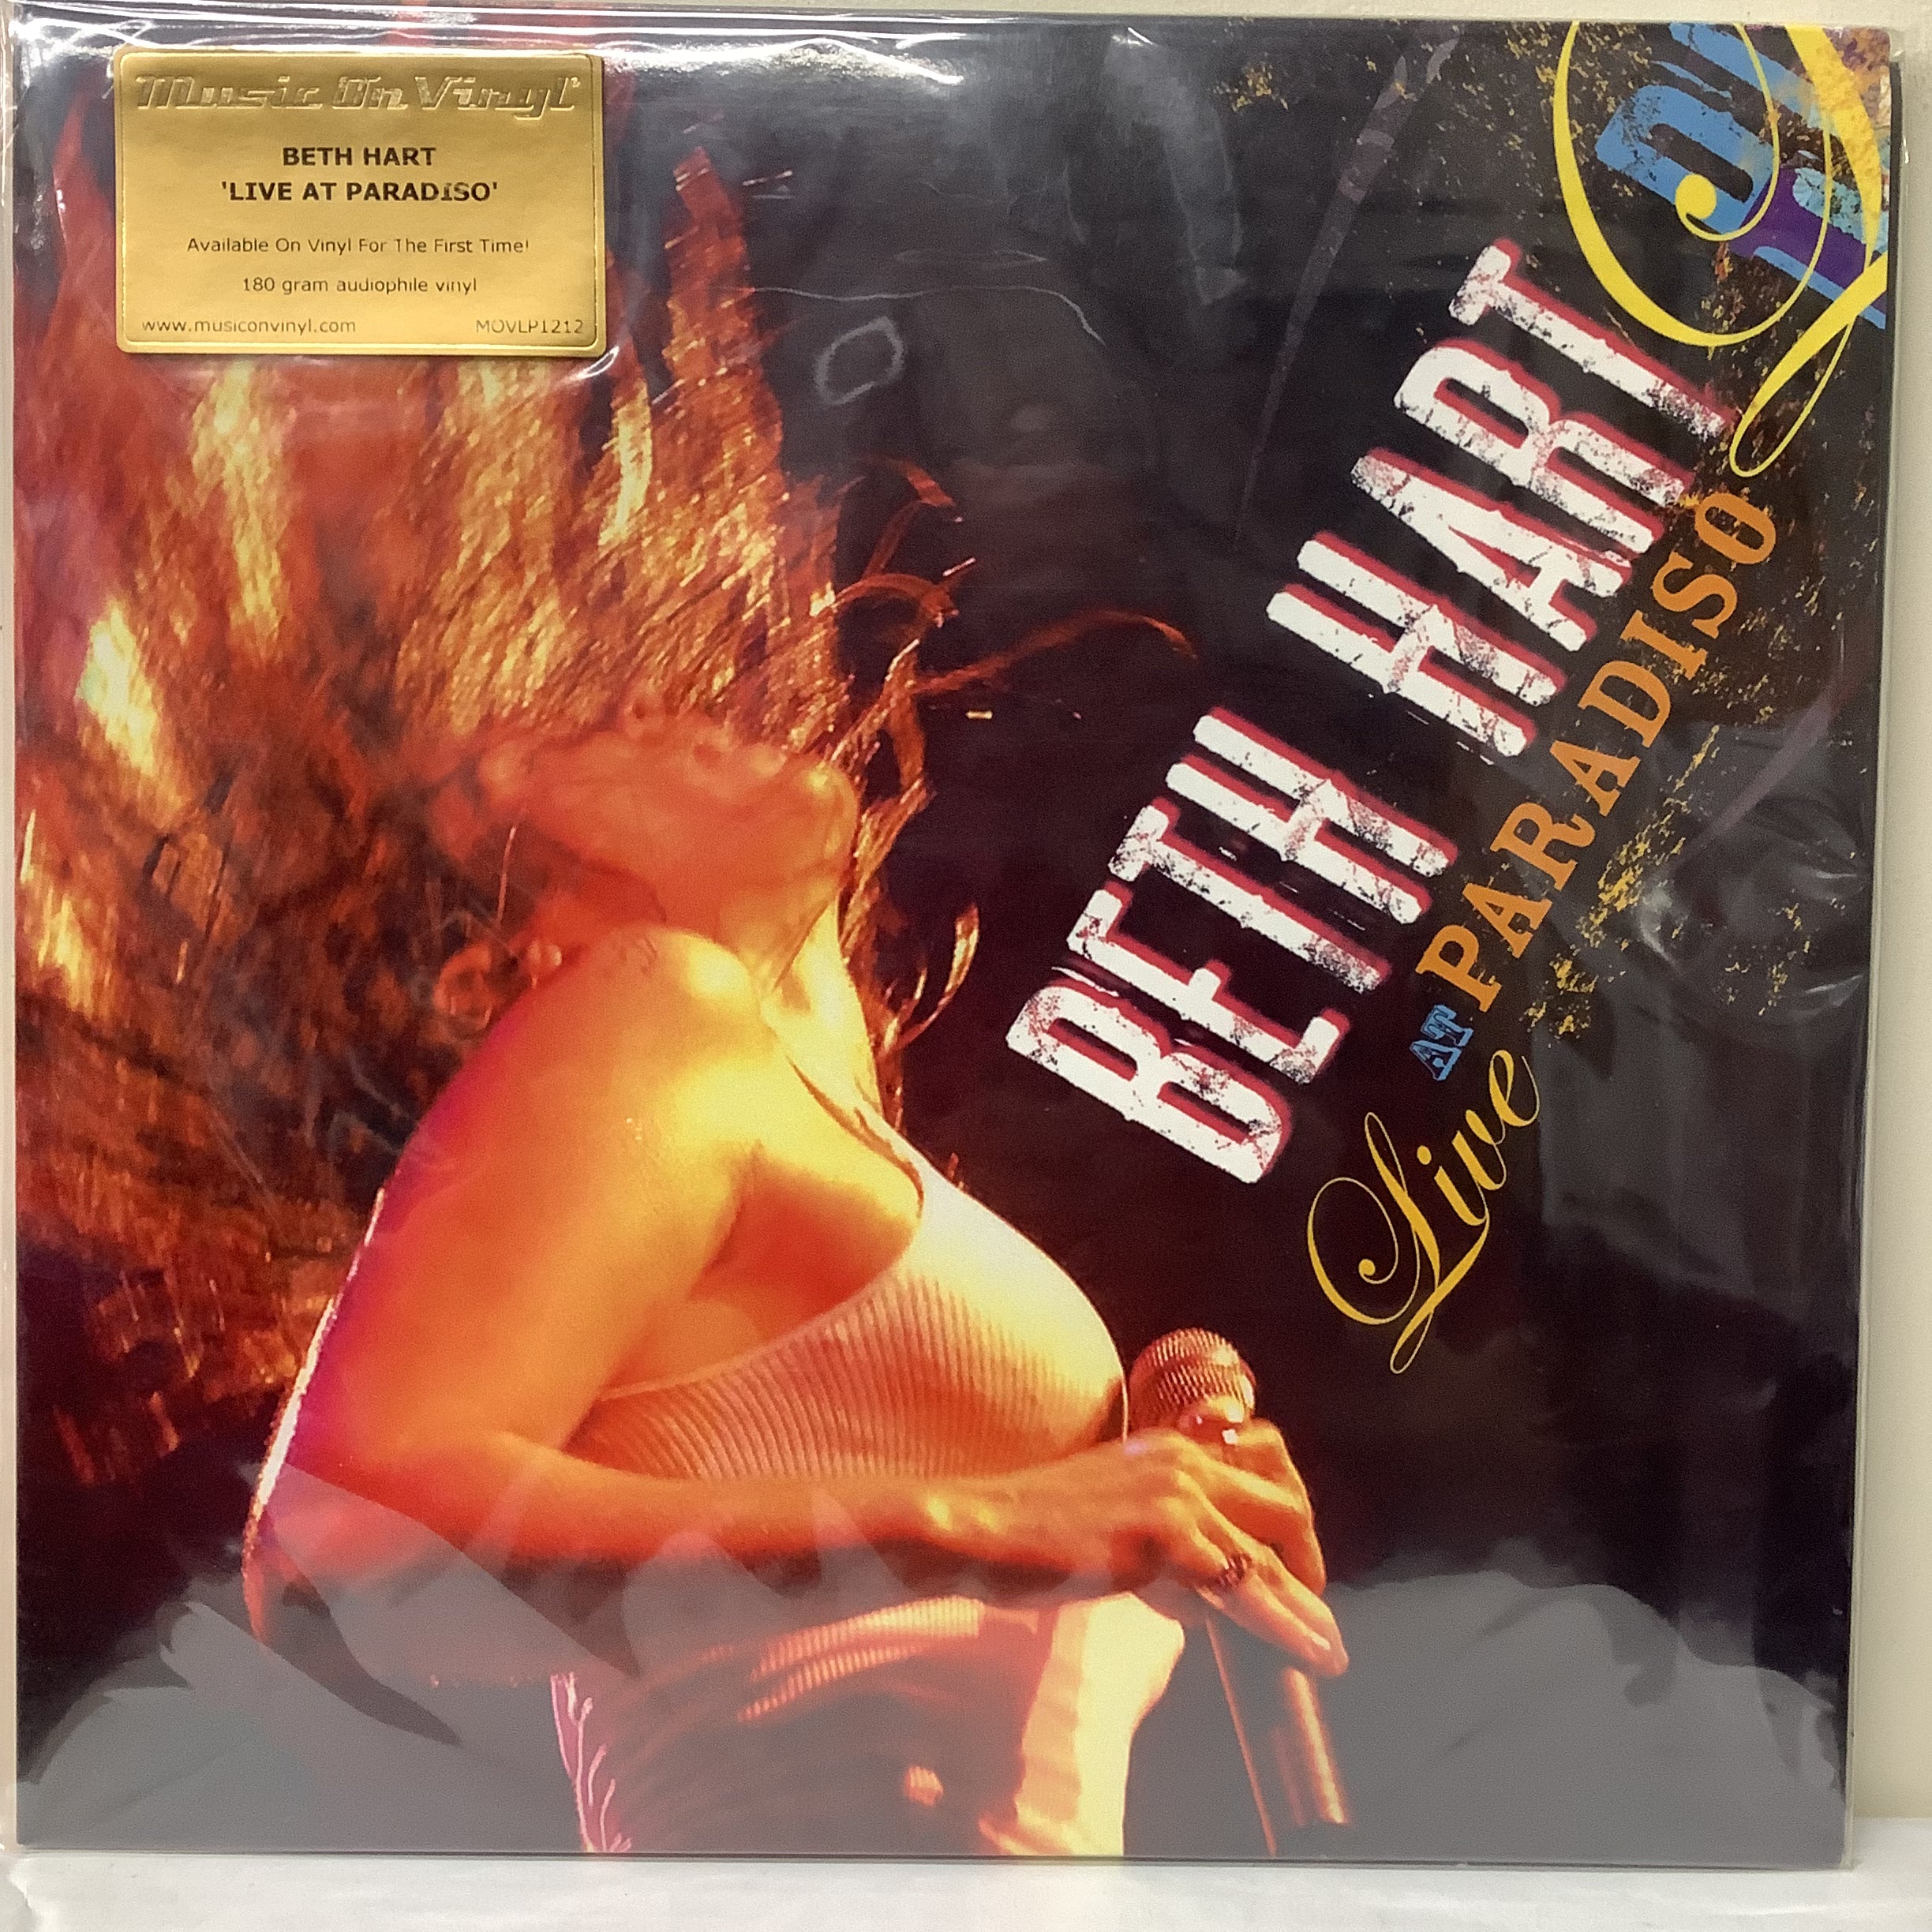 Music On Vinyl
BETH HART
'LIVE AT PARADISO'
Available On Vinyl For The First Time!
180 gram audiophile vinyl
www.musiconvinyl.com
MOVLP1212
BETH HART
Live AT PARADISO